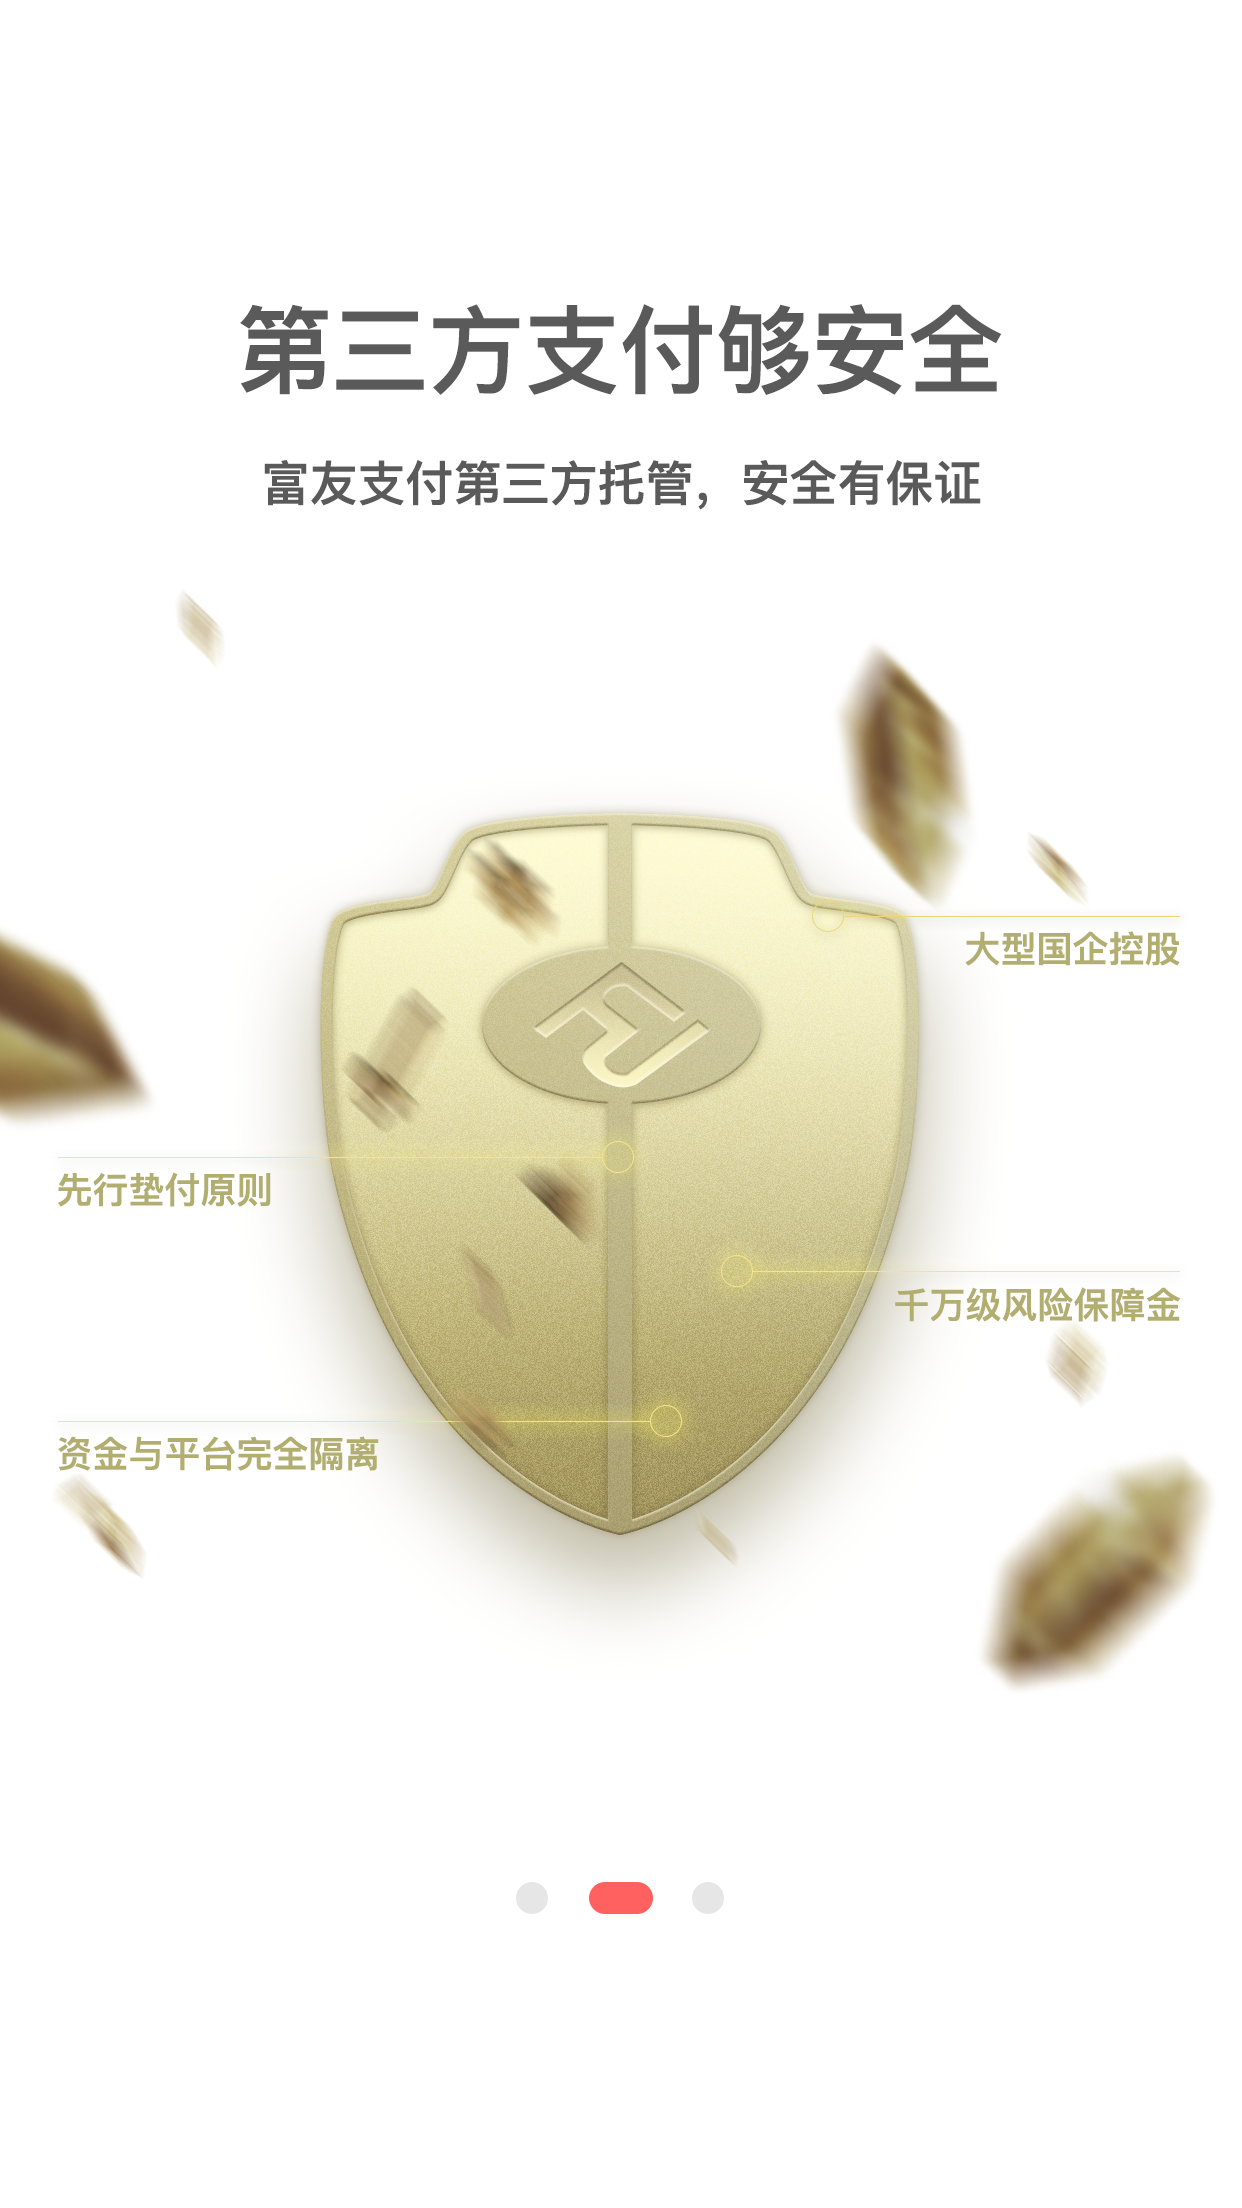 第三方支付够安全
富友支付第三方托管，安全有保证
大型国企控股
先行垫付原则
千万级风险保障金
资金与平台完全隔离